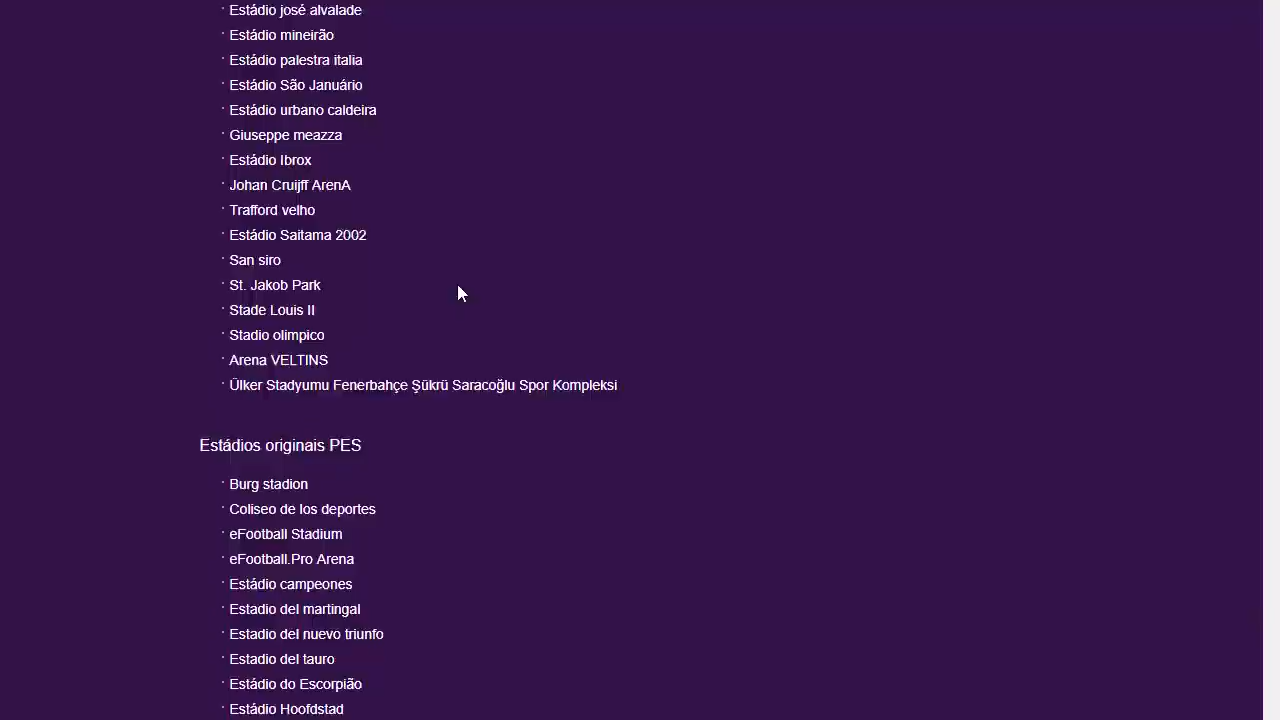 Estádio josé alvalade
Estádio mineirão
Estádio palestra italia
Estádio São Januário
Estádio urbano caldeira
Giuseppe meazza
Estádio Ibrox
Johan Cruijff ArenA
Trafford velho
Estádio Saitama 2002
San siro
St. Jakob Park
Stade Louis II
Stadio olimpico
Arena VELTINS
Ülker Stadyumu Fenerbahçe Şükrü Saracoğlu Spor Kompleksi
Estádios originais PES
Burg stadion
Coliseo de los deportes
eFootball Stadium
eFootball.Pro Arena
Estádio campeones
Estadio del martingal
Estadio del nuevo triunfo
Estadio del tauro
Estádio do Escorpião
Estádio Hoofdstad